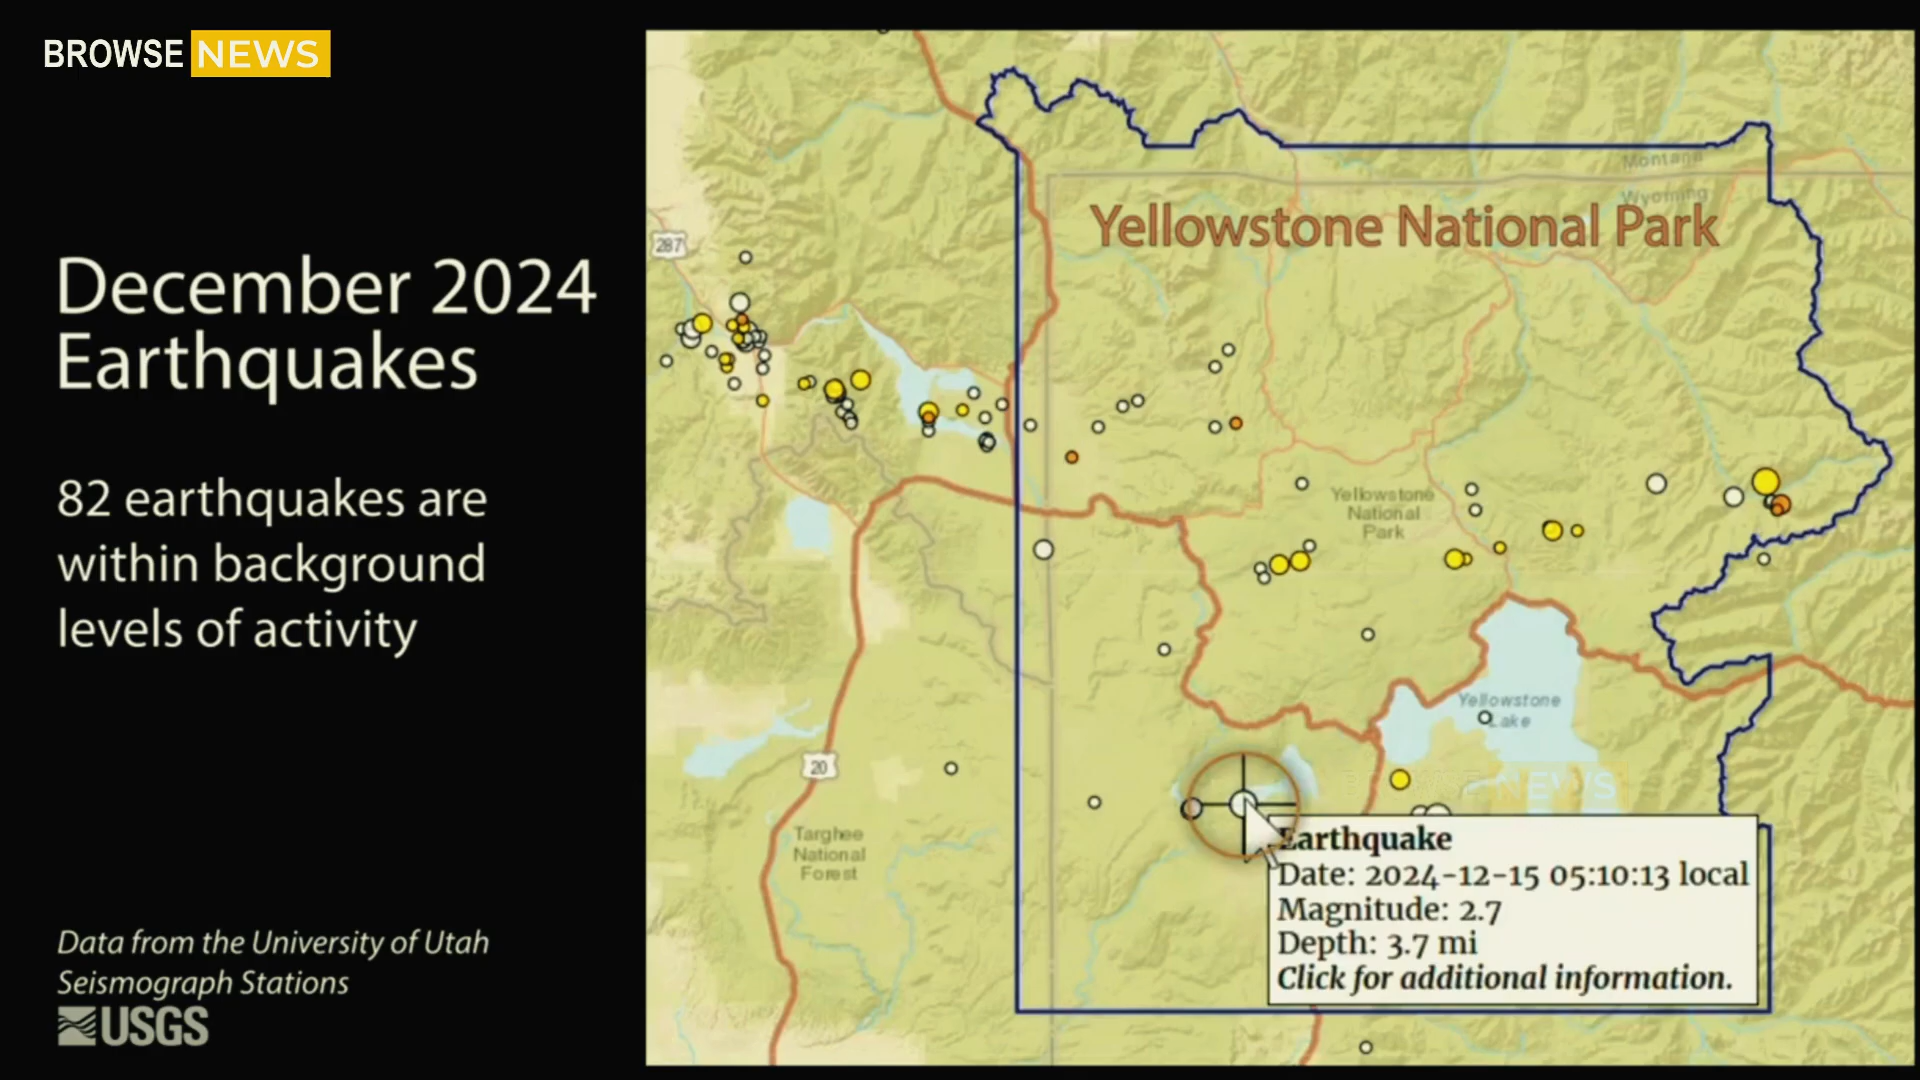 BROWSE NEWS
December 2024
Earthquakes
82 earthquakes are
within background
levels of activity
Data from the University of Utah
Seismograph Stations
USGS
287
Montana
Wyoming
Yellowstone National Park
Yellowstone
National
Park
Yellowstone
Lake
20
BROWSE NEWS
Targhee
National
Forest
Earthquake
Date: 2024-12-15 05:10:13 local
Magnitude: 2.7
Depth: 3.7 mi
Click for additional information.